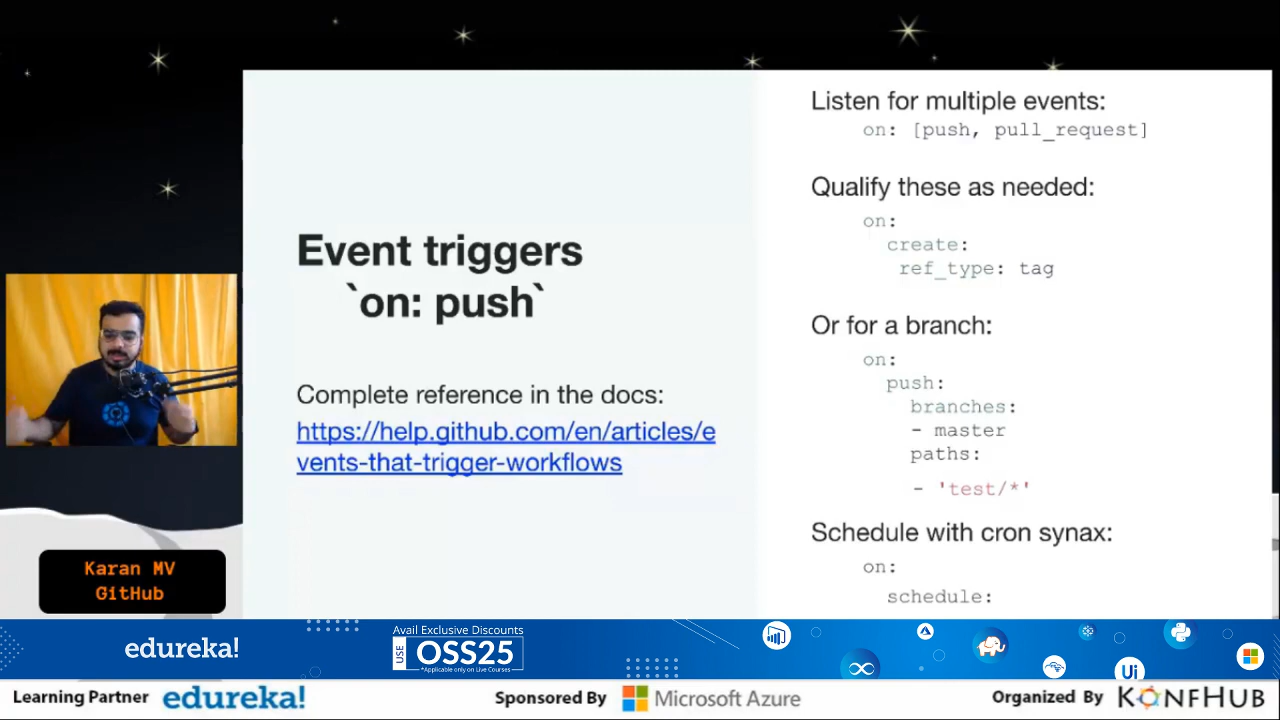 Listen for multiple events:
on: [push, pull_request]
Qualify these as needed:
on:
create:
ref_type: tag
Or for a branch:
on:
push:
branches:
- master
paths:
- 'test/*'
Schedule with cron synax:
on:
schedule:
Event triggers
`on: push`
Complete reference in the docs:
https://help.github.com/en/articles/e
vents-that-trigger-workflows
Karan MV
GitHub
edureka!
Avail Exclusive Discounts
USE
OSS25
*Applicable only on Live Courses
Ui
Learning Partner edureka!
Sponsored By Microsoft Azure
Organized By KONFHUB